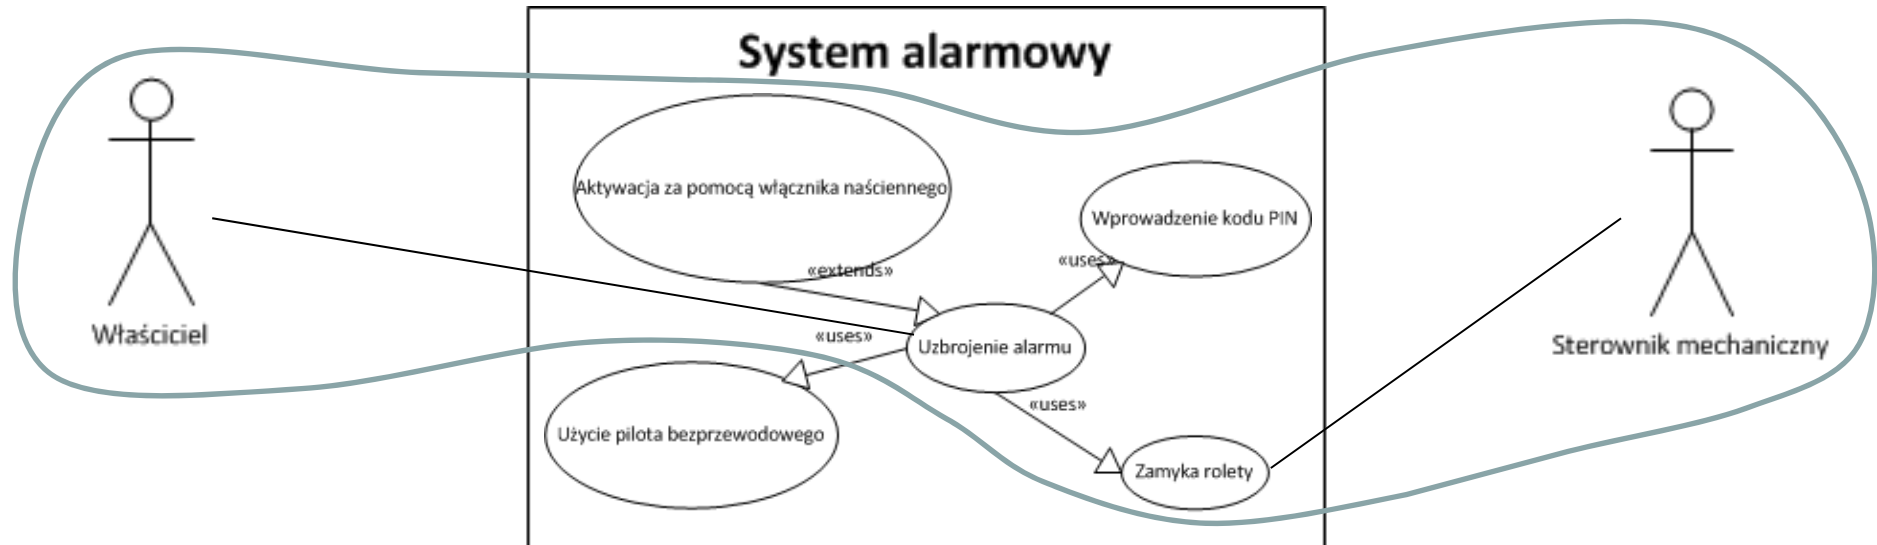 System alarmowy
Aktywacja za pomocą włącznika naściennego
Wprowadzenie kodu PIN
«uses»
«extends»
Właściciel
«uses»
Uzbrojenie alarmu
Sterownik mechaniczny
«uses»
Użycie pilota bezprzewodowego
Zamyka rolety